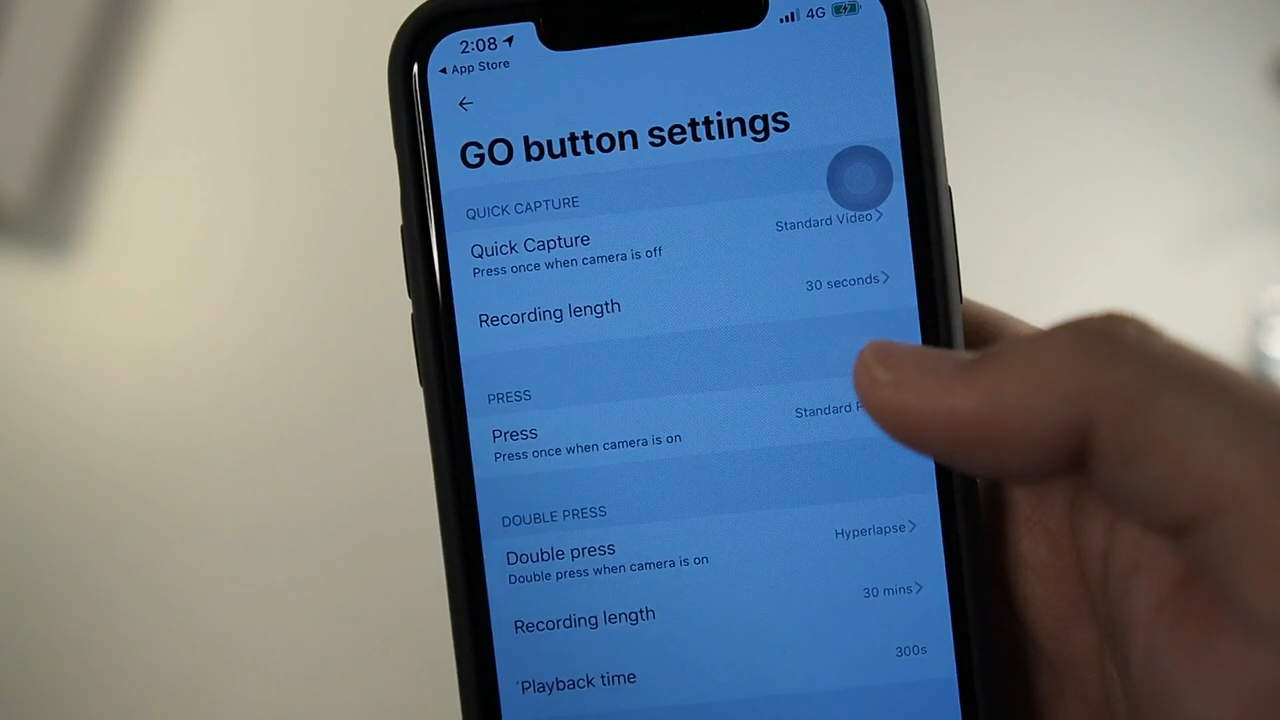 2:08
4G
App Store
GO button settings
QUICK CAPTURE
Quick Capture
Standard Video
Press once when camera is off
Recording length
30 seconds
PRESS
Press
Standard
Press once when camera is on
DOUBLE PRESS
Double press
Hyperlapse
Double press when camera is on
Recording length
30 mins
Playback time
300s